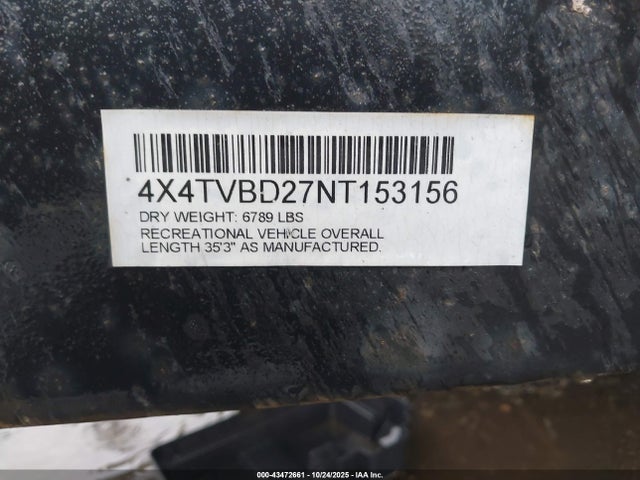 4X4TVBD27NT153156
DRY WEIGHT: 6789 LBS
RECREATIONAL VEHICLE OVERALL
LENGTH 35'3" AS MANUFACTURED.
000-43472661 • 10/24/2025 • IAA Inc.